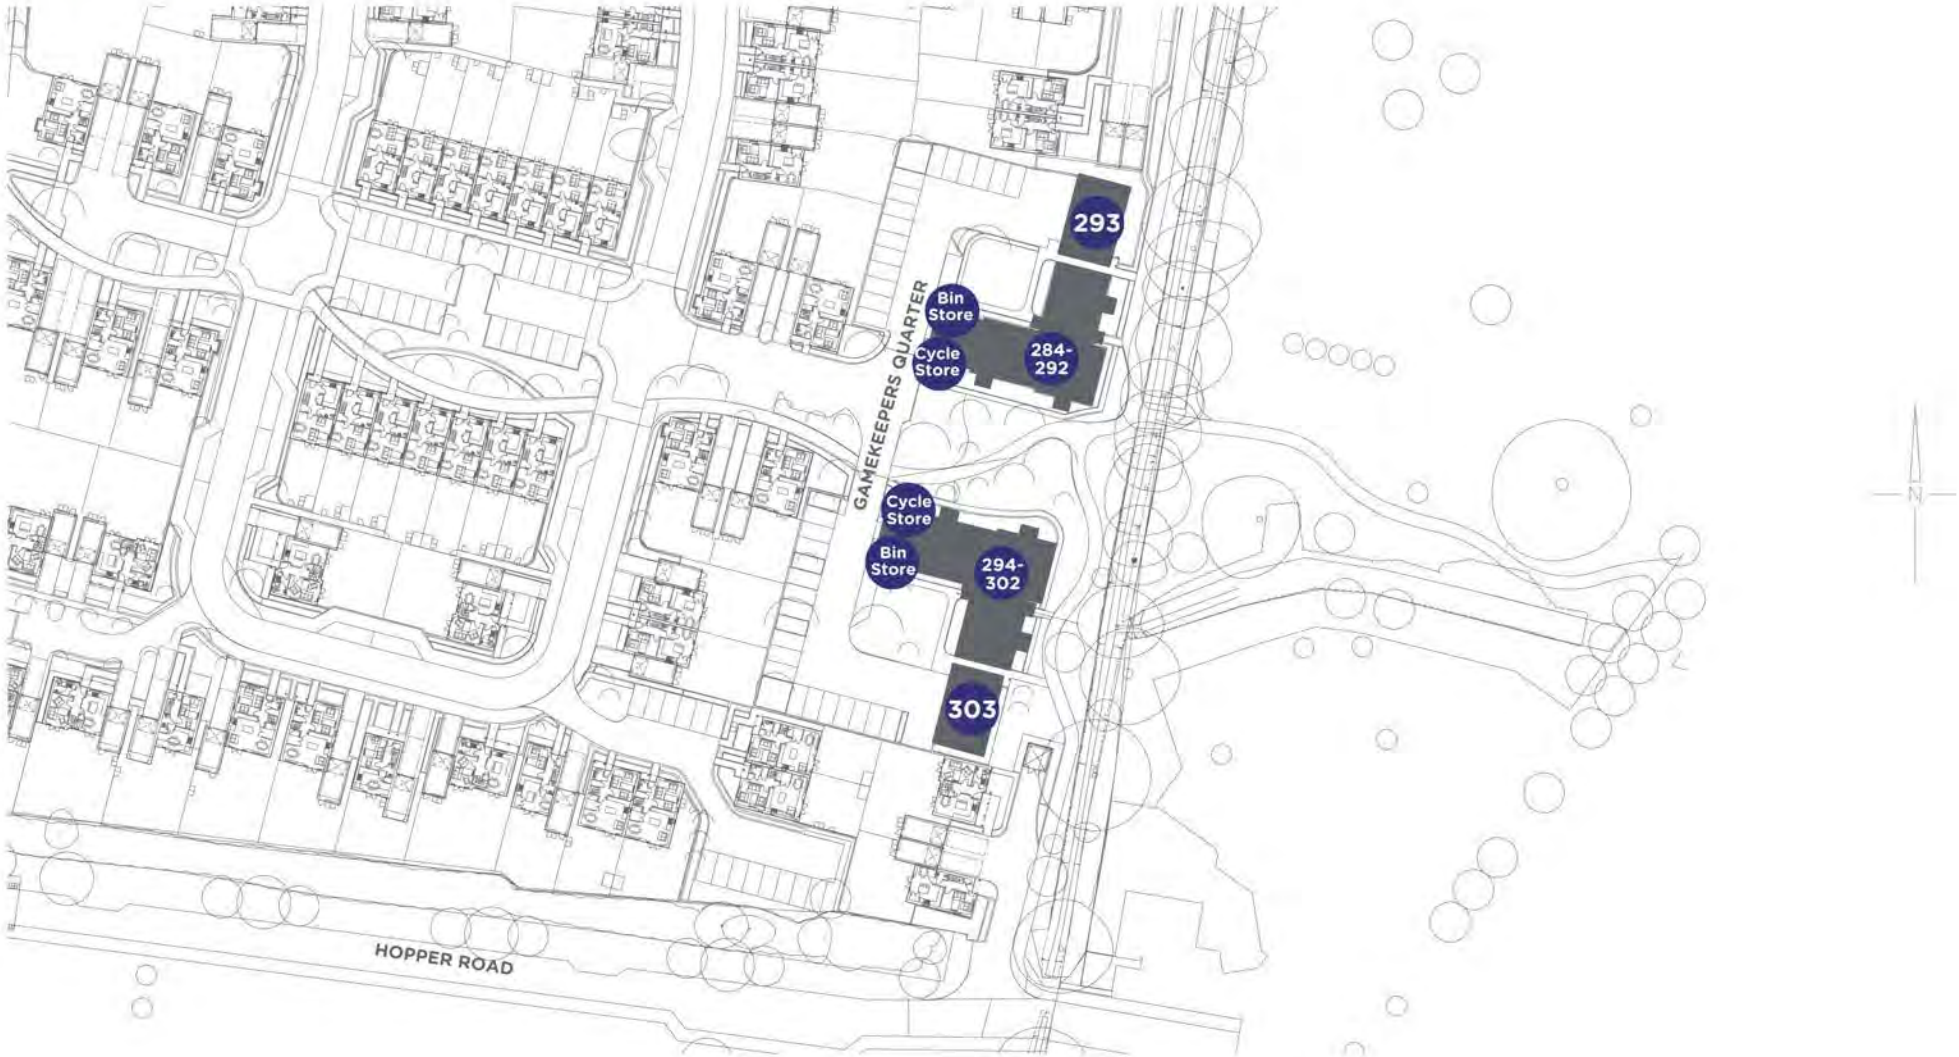 293
Bin
Store
GAMEKEEPERS QUARTER
284-
292
Cycle
Store
Cycle
Store
Bin
Store
294-
302
303
HOPPER ROAD
N